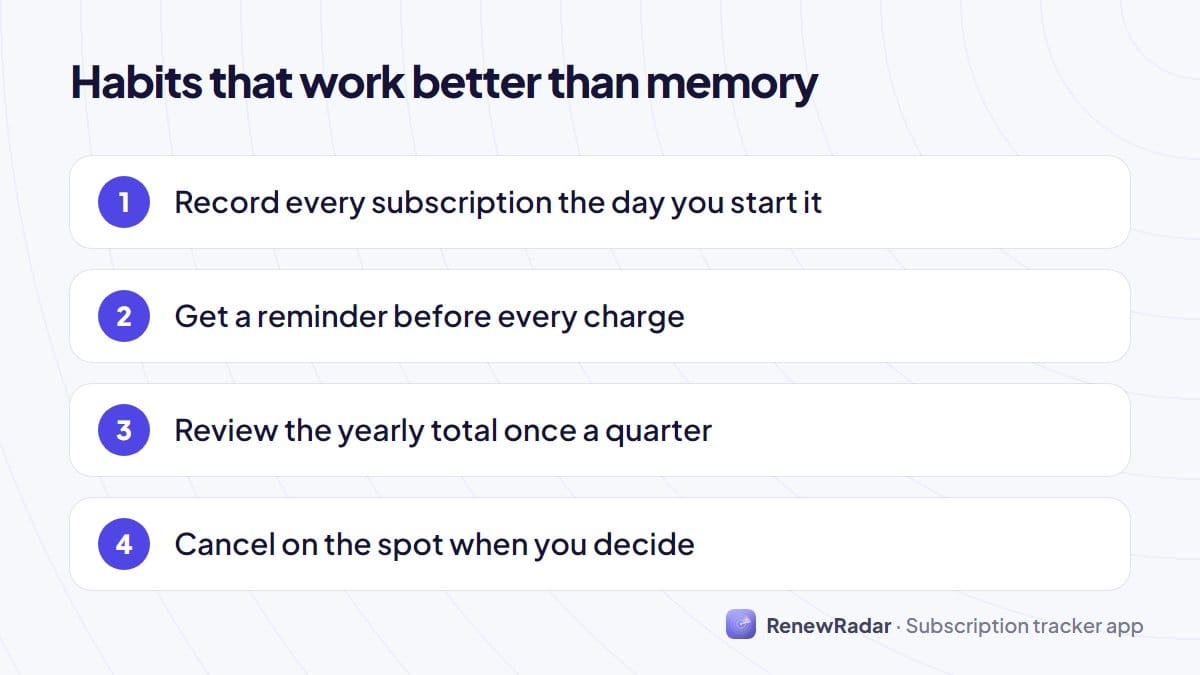 Habits that work better than memory
1 Record every subscription the day you start it
2 Get a reminder before every charge
3 Review the yearly total once a quarter
4 Cancel on the spot when you decide
RenewRadar · Subscription tracker app